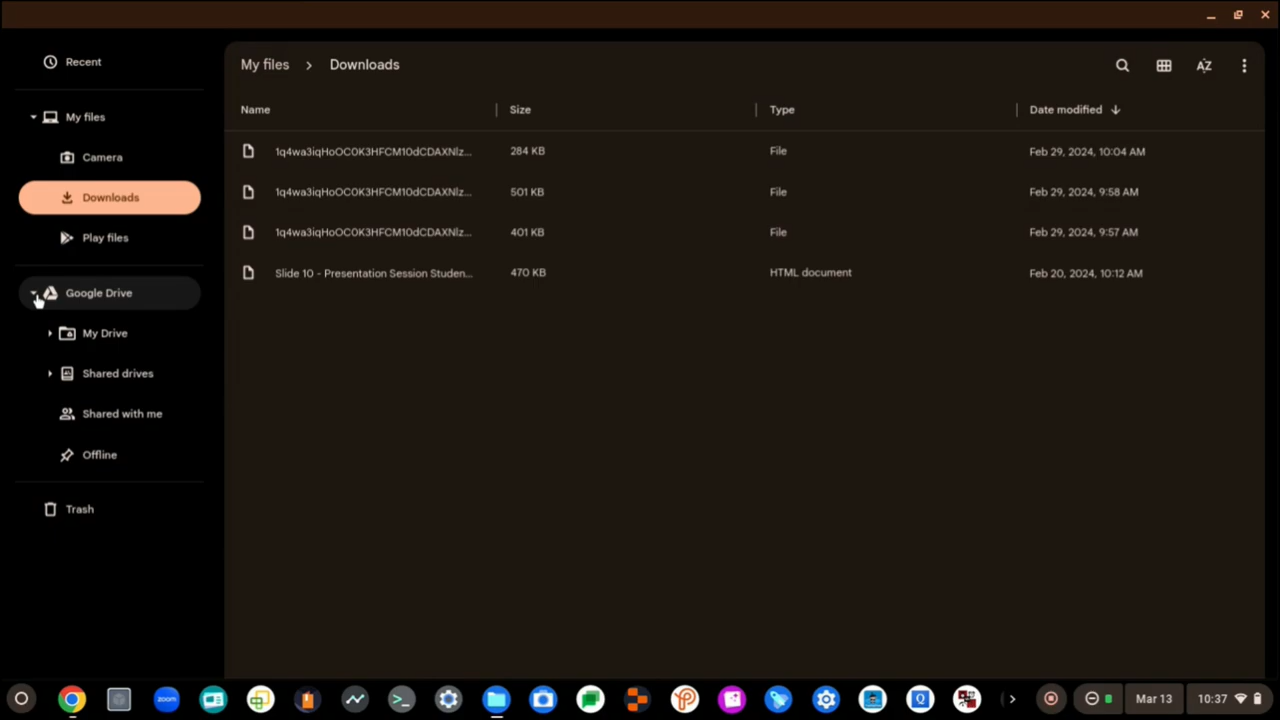 Recent
My files
Camera
Downloads
Play files
Google Drive
My Drive
Shared drives
Shared with me
Offline
Trash
My files > Downloads
AZ
Name Size Type Date modified
1q4wa3iqHoOC0K3HFCM10dCDAXNlz... 284 KB File Feb 29, 2024, 10:04 AM
1q4wa3iqHoOC0K3HFCM10dCDAXNlz... 501 KB File Feb 29, 2024, 9:58 AM
1q4wa3iqHoOC0K3HFCM10dCDAXNlz... 401 KB File Feb 29, 2024, 9:57 AM
Slide 10 - Presentation Session Studen... 470 KB HTML document Feb 20, 2024, 10:12 AM
zoom
Q
Mar 13 10:37